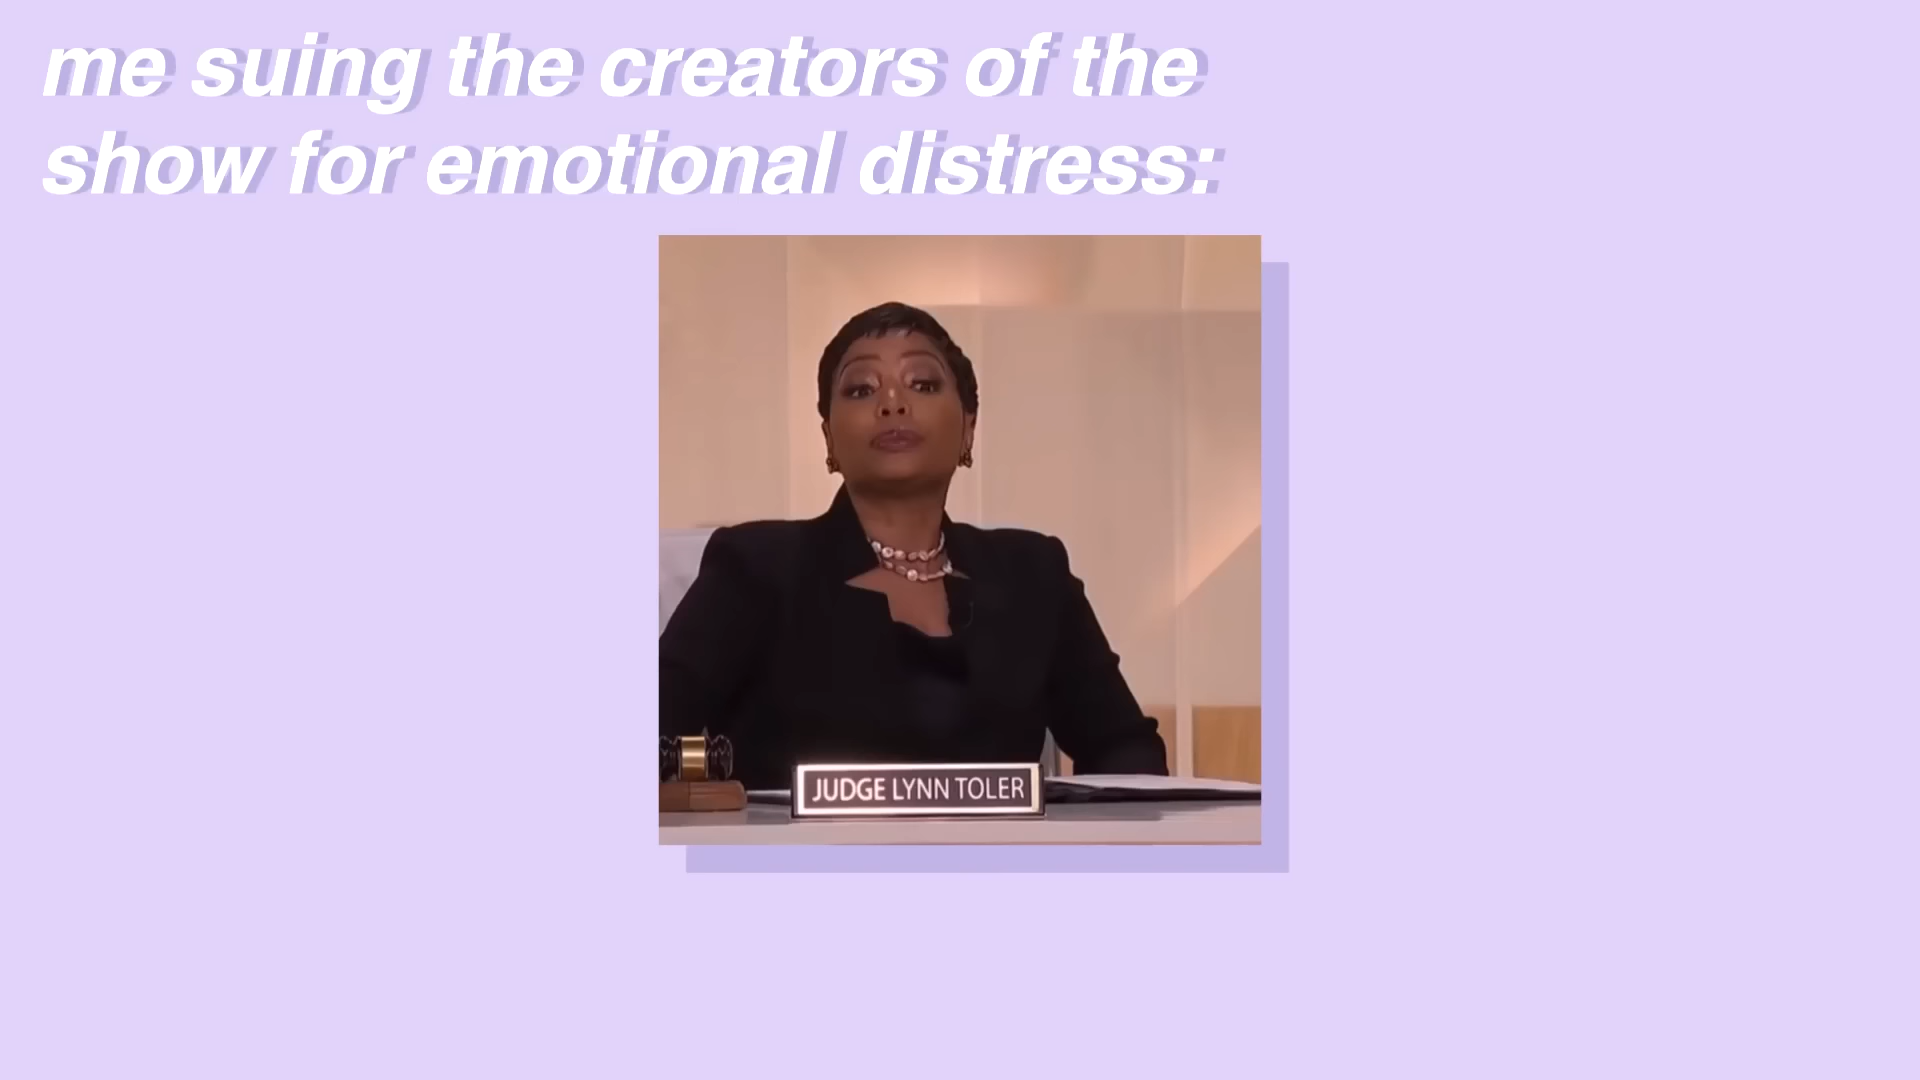 me suing the creators of the
show for emotional distress:
JUDGE LYNN TOLER